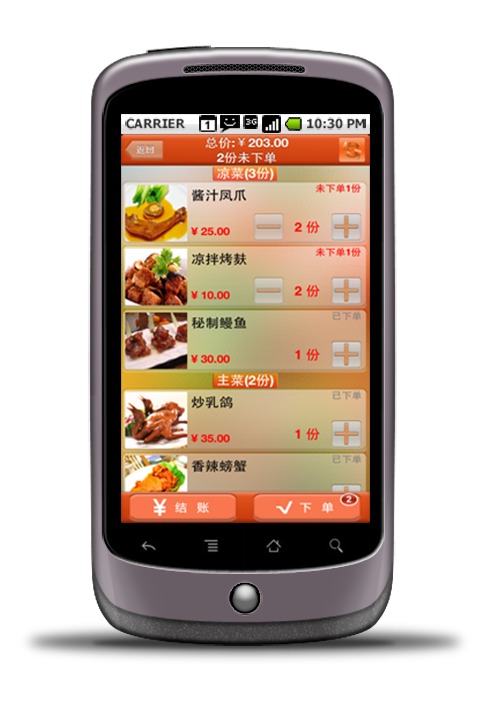 CARRIER 1 3G 10:30 PM
返回
总价:¥ 203.00
2份未下单
凉菜(3份)
酱汁凤爪
未下单1份
¥ 25.00
2 份
凉拌烤麸
未下单1份
¥ 10.00
2 份
秘制鳗鱼
已下单
¥ 30.00
1 份
主菜(2份)
炒乳鸽
已下单
¥ 35.00
1 份
香辣螃蟹
已下单
¥ 结 账
下 单 2